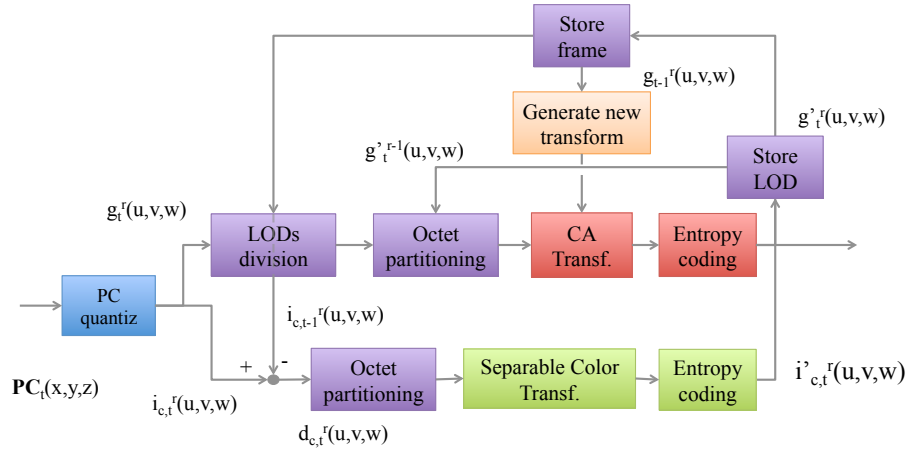 Store
frame
g_{t-1}^r(u,v,w)
Generate new
transform
g'_t^r(u,v,w)
g'_t^{r-1}(u,v,w)
Store
LOD
g_t^r(u,v,w)
LODs
division
Octet
partitioning
CA
Transf.
Entropy
coding
PC
quantiz
i_{c,t-1}^r(u,v,w)
+
-
PC_t(x,y,z)
i_{c,t}^r(u,v,w)
Octet
partitioning
Separable Color
Transf.
Entropy
coding
i'_{c,t}^r(u,v,w)
d_{c,t}^r(u,v,w)